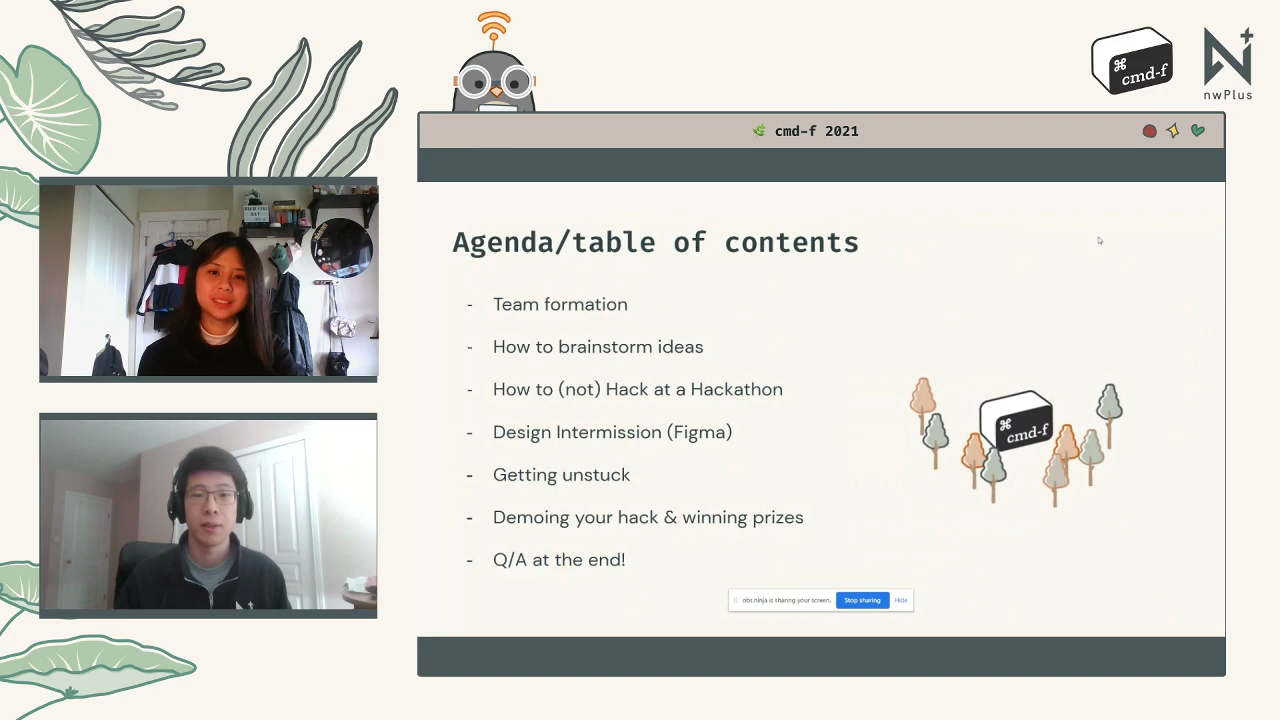 ⌘
cmd-f
nwPlus
cmd-f 2021
Agenda/table of contents
- Team formation
- How to brainstorm ideas
- How to (not) Hack at a Hackathon
- Design Intermission (Figma)
- Getting unstuck
- Demoing your hack & winning prizes
- Q/A at the end!
⌘
cmd-f
obs.ninja is sharing your screen.
Stop sharing
Hide